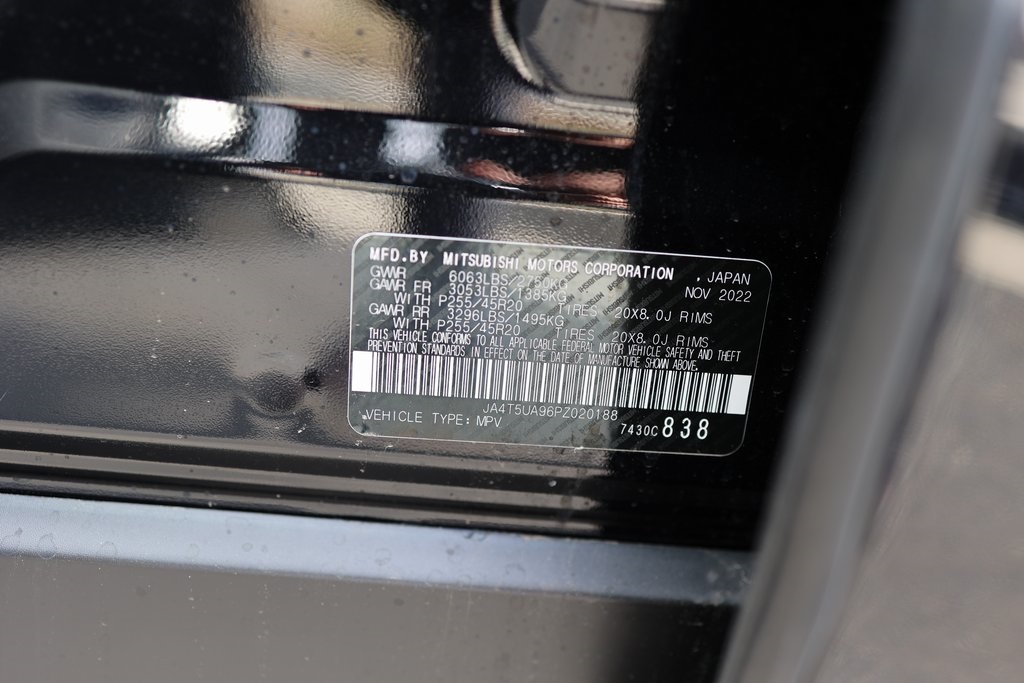 MFD.BY MITSUBISHI MOTORS CORPORATION , JAPAN
GWWR 6063LBS/2750KG NOV 2022
GAWR FR 3053LBS/1385KG
WITH P255/45R20 TIRES 20X8.0J RIMS
GAWR RR 3296LBS/1495KG
WITH P255/45R20 TIRES 20X8.0J RIMS
THIS VEHICLE CONFORMS TO ALL APPLICABLE FEDERAL MOTOR VEHICLE SAFETY AND THEFT
PREVENTION STANDARDS IN EFFECT ON THE DATE OF MANUFACTURE SHOWN ABOVE.
JA4T5UA96PZ020188
VEHICLE TYPE: MPV
7430C 838